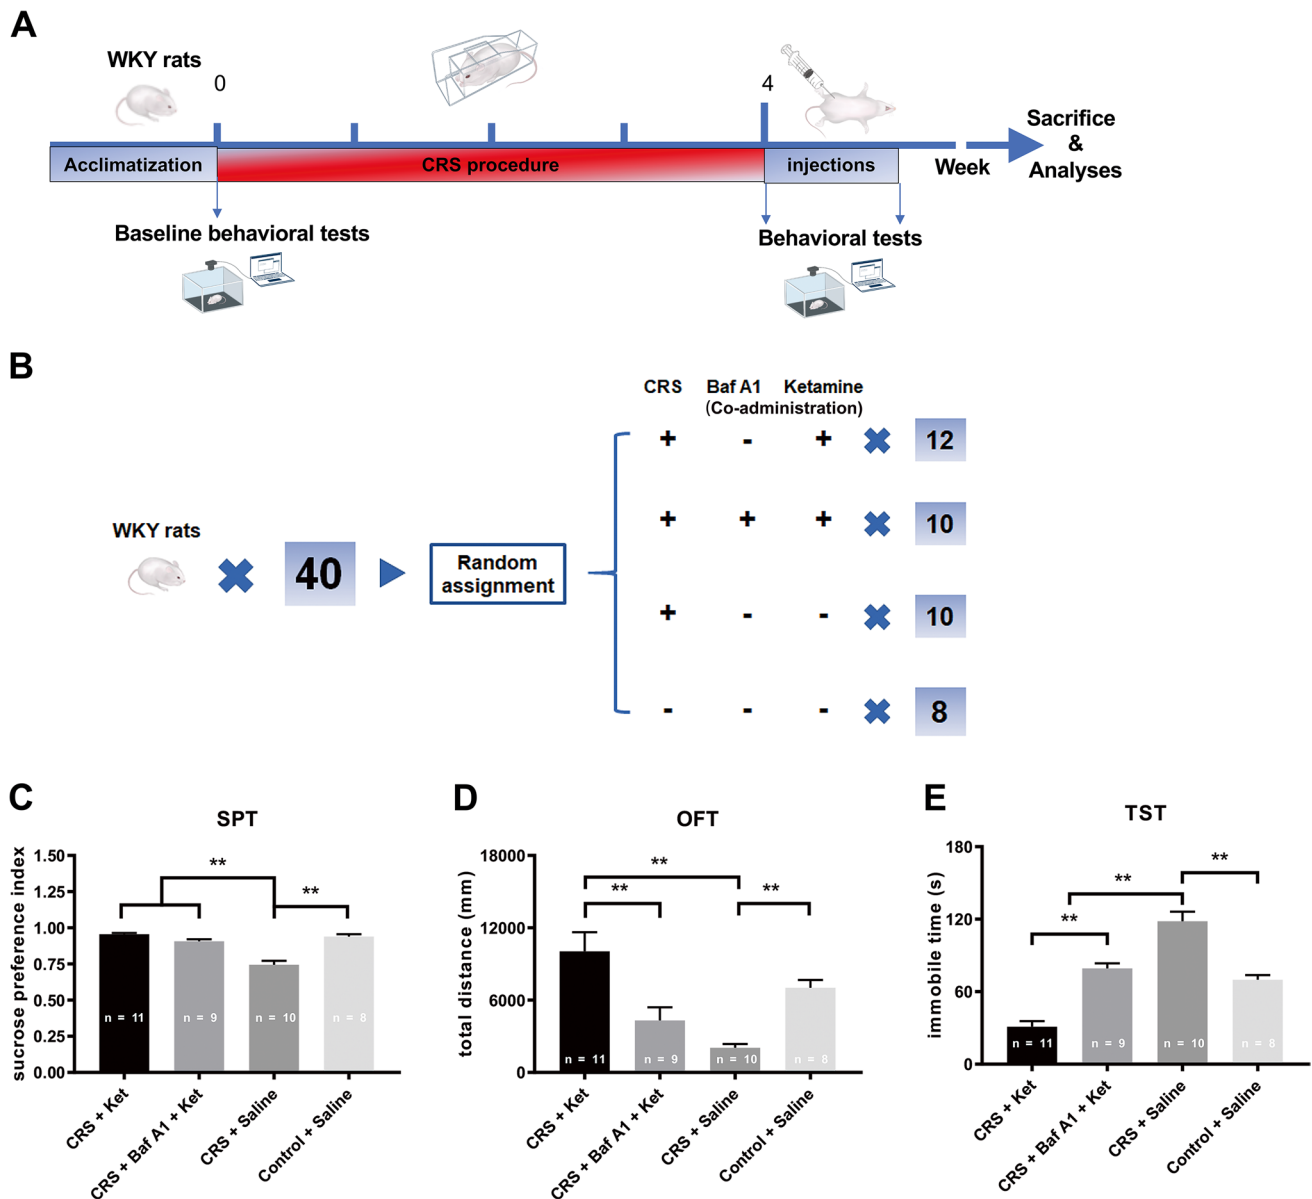 A
WKY rats
0
4
Acclimatization
CRS procedure
injections
Week
Sacrifice
&
Analyses
Baseline behavioral tests
Behavioral tests
B
CRS Baf A1 Ketamine
(Co-administration)
+ - + 12
+ + + 10
WKY rats
40
Random
assignment
+ - - 10
- - - 8
C
SPT
sucrose preference index
1.50
1.25
1.00
0.75
0.50
0.25
0.00
**
**
n = 11
n = 9
n = 10
n = 8
CRS + Ket
CRS + Baf A1 + Ket
CRS + Saline
Control + Saline
D
OFT
total distance (mm)
18000
12000
6000
0
**
**
**
n = 11
n = 9
n = 10
n = 8
CRS + Ket
CRS + Baf A1 + Ket
CRS + Saline
Control + Saline
E
TST
immobile time (s)
180
120
60
0
**
**
**
n = 11
n = 9
n = 10
n = 8
CRS + Ket
CRS + Baf A1 + Ket
CRS + Saline
Control + Saline